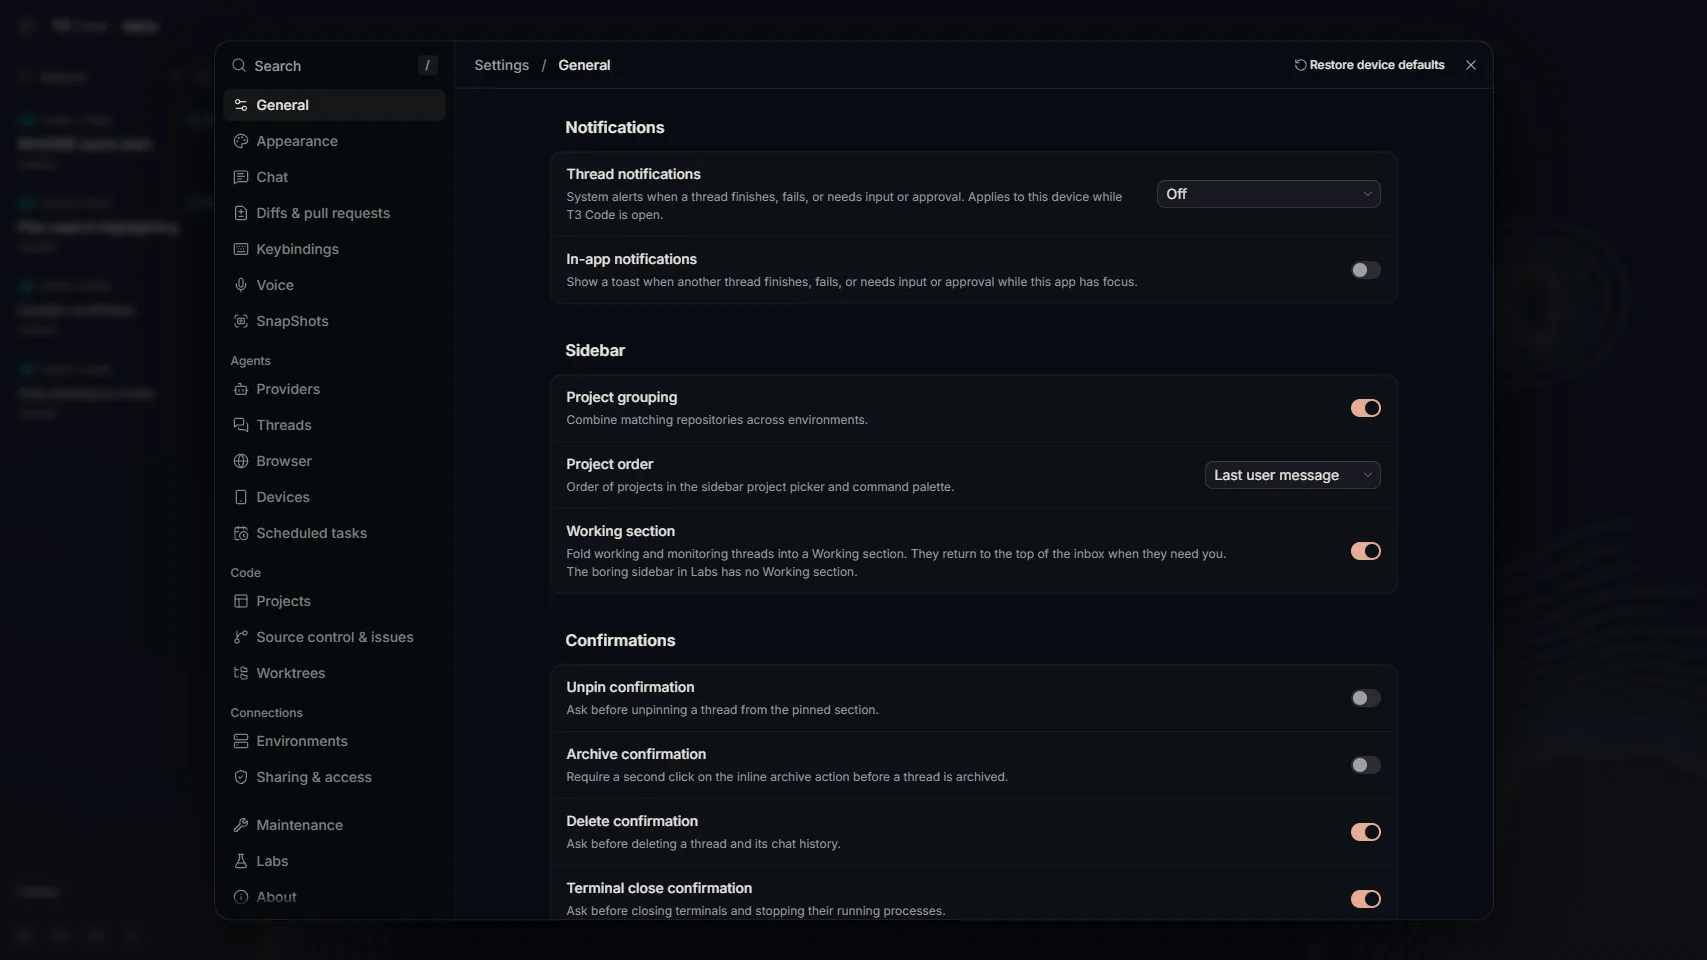 Search /
General
Appearance
Chat
Diffs & pull requests
Keybindings
Voice
SnapShots
Agents
Providers
Threads
Browser
Devices
Scheduled tasks
Code
Projects
Source control & issues
Worktrees
Connections
Environments
Sharing & access
Maintenance
Labs
About
Settings / General
Restore device defaults
Notifications
Thread notifications
System alerts when a thread finishes, fails, or needs input or approval. Applies to this device while
T3 Code is open.
Off
In-app notifications
Show a toast when another thread finishes, fails, or needs input or approval while this app has focus.
Sidebar
Project grouping
Combine matching repositories across environments.
Project order
Order of projects in the sidebar project picker and command palette.
Last user message
Working section
Fold working and monitoring threads into a Working section. They return to the top of the inbox when they need you.
The boring sidebar in Labs has no Working section.
Confirmations
Unpin confirmation
Ask before unpinning a thread from the pinned section.
Archive confirmation
Require a second click on the inline archive action before a thread is archived.
Delete confirmation
Ask before deleting a thread and its chat history.
Terminal close confirmation
Ask before closing terminals and stopping their running processes.